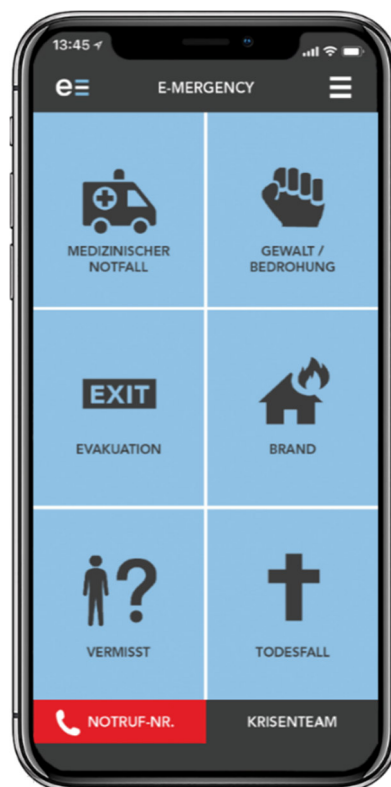 13:45
e
E-MERGENCY
MEDIZINISCHER
NOTFALL
GEWALT /
BEDROHUNG
EXIT
EVAKUATION
BRAND
?
VERMISST
TODESFALL
NOTRUF-NR.
KRISENTEAM